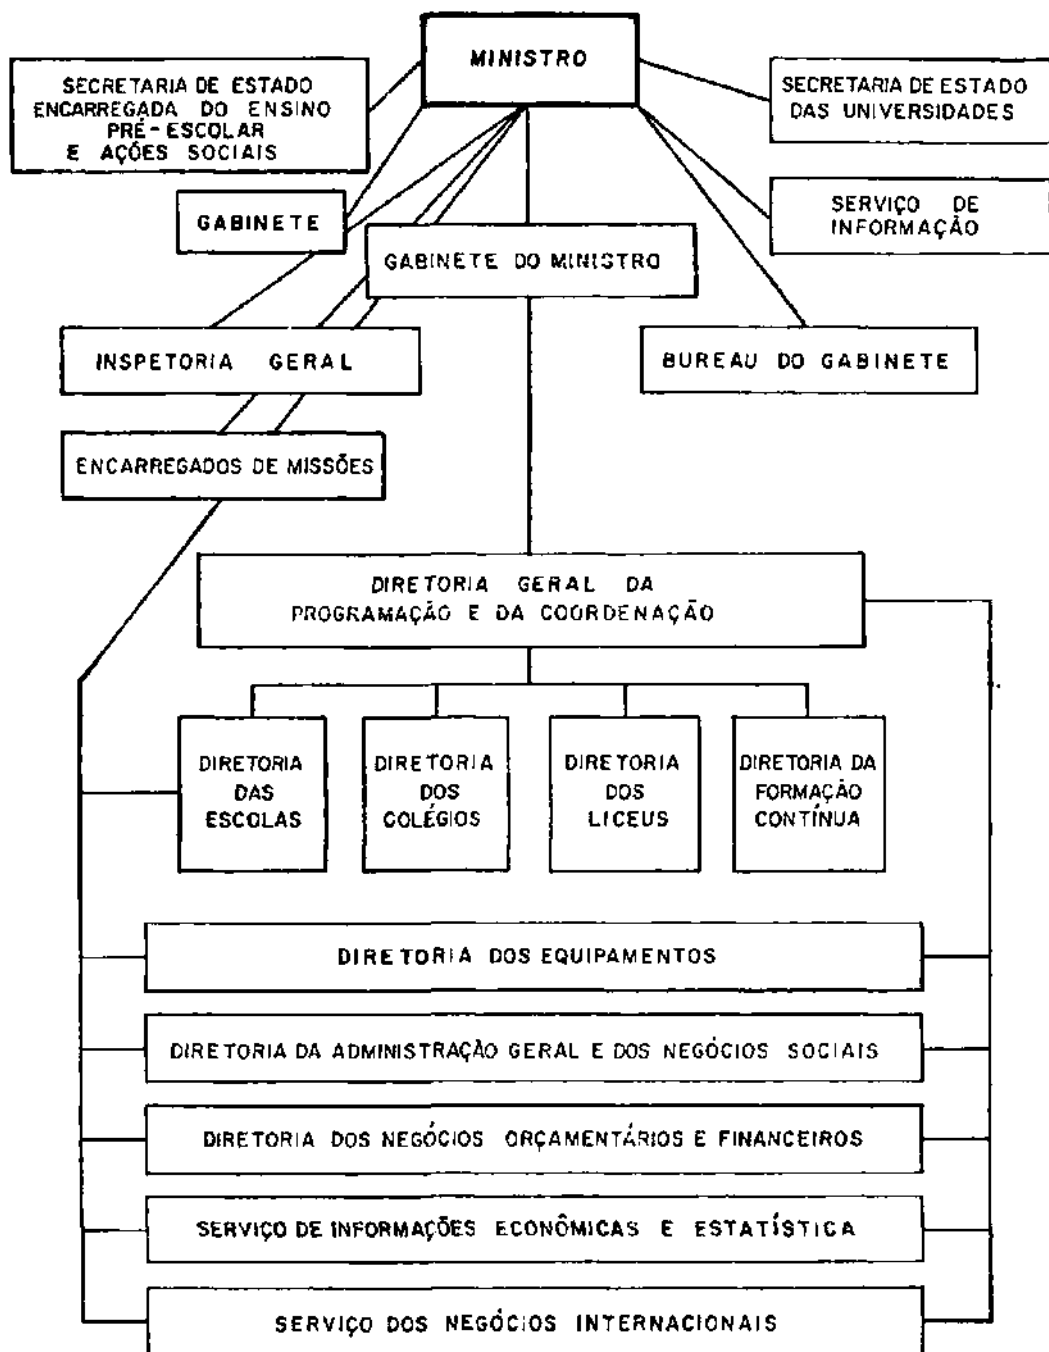 MINISTRO
SECRETARIA DE ESTADO
ENCARREGADA DO ENSINO
PRÉ-ESCOLAR
E AÇÕES SOCIAIS
SECRETARIA DE ESTADO
DAS UNIVERSIDADES
GABINETE
SERVIÇO DE
INFORMAÇÃO
GABINETE DO MINISTRO
INSPETORIA GERAL
BUREAU DO GABINETE
ENCARREGADOS DE MISSÕES
DIRETORIA GERAL DA
PROGRAMAÇÃO E DA COORDENAÇÃO
DIRETORIA
DAS
ESCOLAS
DIRETORIA
DOS
COLÉGIOS
DIRETORIA
DOS
LICEUS
DIRETORIA DA
FORMAÇÃO
CONTÍNUA
DIRETORIA DOS EQUIPAMENTOS
DIRETORIA DA ADMINISTRAÇÃO GERAL E DOS NEGÓCIOS SOCIAIS
DIRETORIA DOS NEGÓCIOS ORÇAMENTÁRIOS E FINANCEIROS
SERVIÇO DE INFORMAÇÕES ECONÔMICAS E ESTATÍSTICA
SERVIÇO DOS NEGÓCIOS INTERNACIONAIS